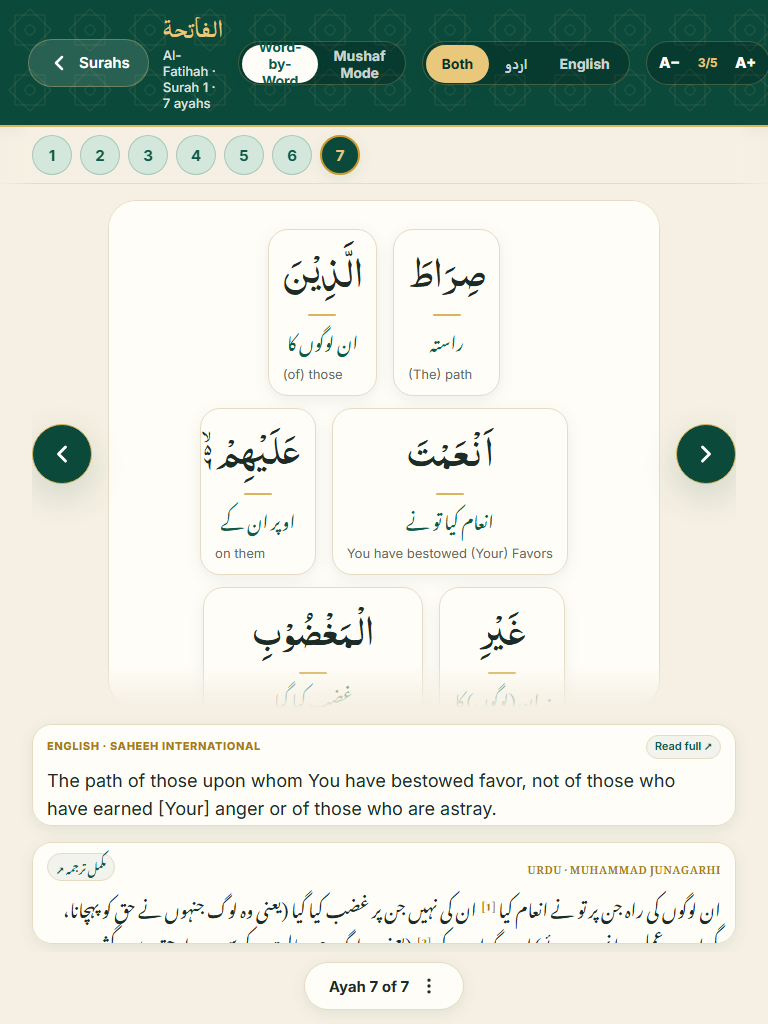 Surahs
الفاتحة
Al-
Fatihah ·
Surah 1 ·
7 ayahs
Word-
by-
Word
Mushaf
Mode
Both
اردو
English
A−
3/5
A+
1 2 3 4 5 6 7
صِرَاطَ
راستہ
(The) path
الَّذِيْنَ
ان لوگوں کا
(of) those
اَنْعَمْتَ
انعام کیا تو نے
You have bestowed (Your) Favors
عَلَيْهِمْ
اوپر ان کے
on them
غَيْرِ
الْمَغْضُوْبِ
غضب کیا گیا
ENGLISH · SAHEEH INTERNATIONAL
Read full ↗
The path of those upon whom You have bestowed favor, not of those who
have earned [Your] anger or of those who are astray.
URDU · MUHAMMAD JUNAGARHI
مکمل ترجمہ ↗
ان لوگوں کی راه جن پر تو نے انعام کیا [1] ان کی نہیں جن پر غضب کیا گیا (یعنی وه لوگ جنہوں نے حق کو پہچانا،
Ayah 7 of 7